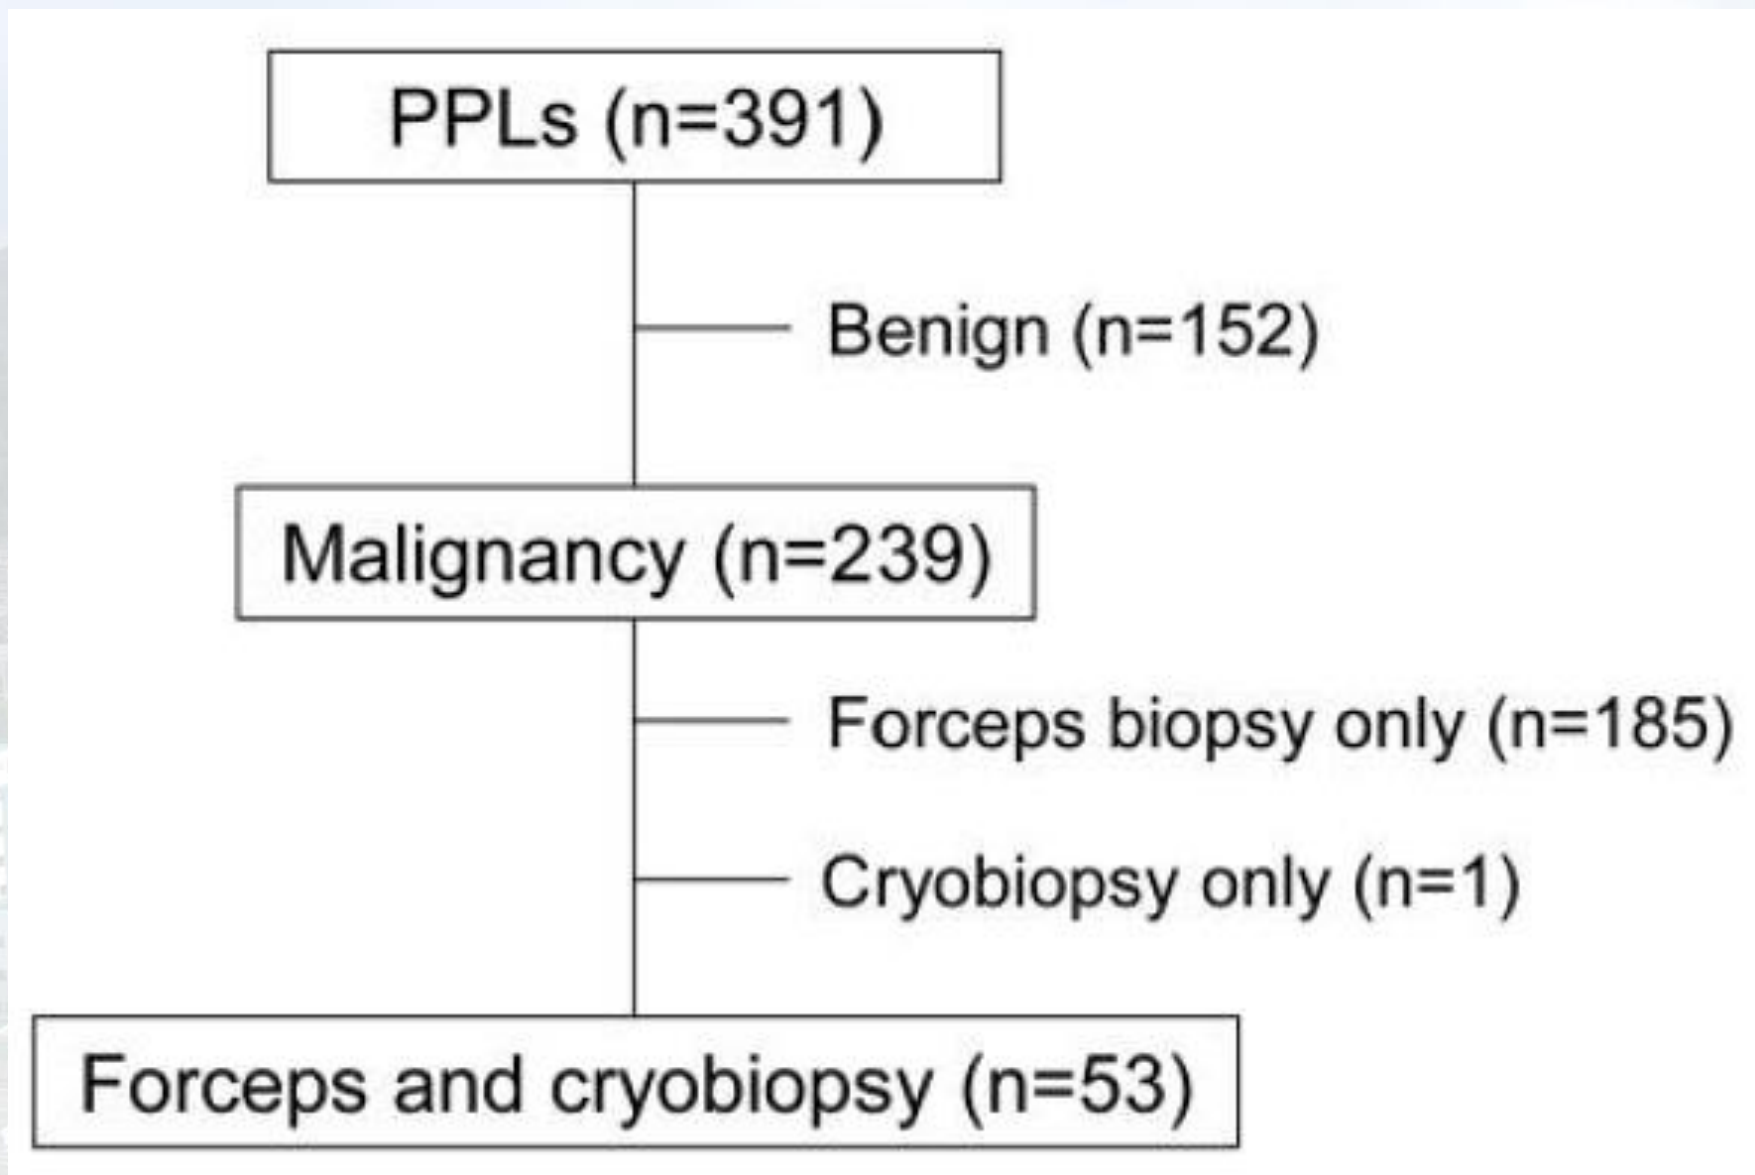 PPLs (n=391)
Benign (n=152)
Malignancy (n=239)
Forceps biopsy only (n=185)
Cryobiopsy only (n=1)
Forceps and cryobiopsy (n=53)